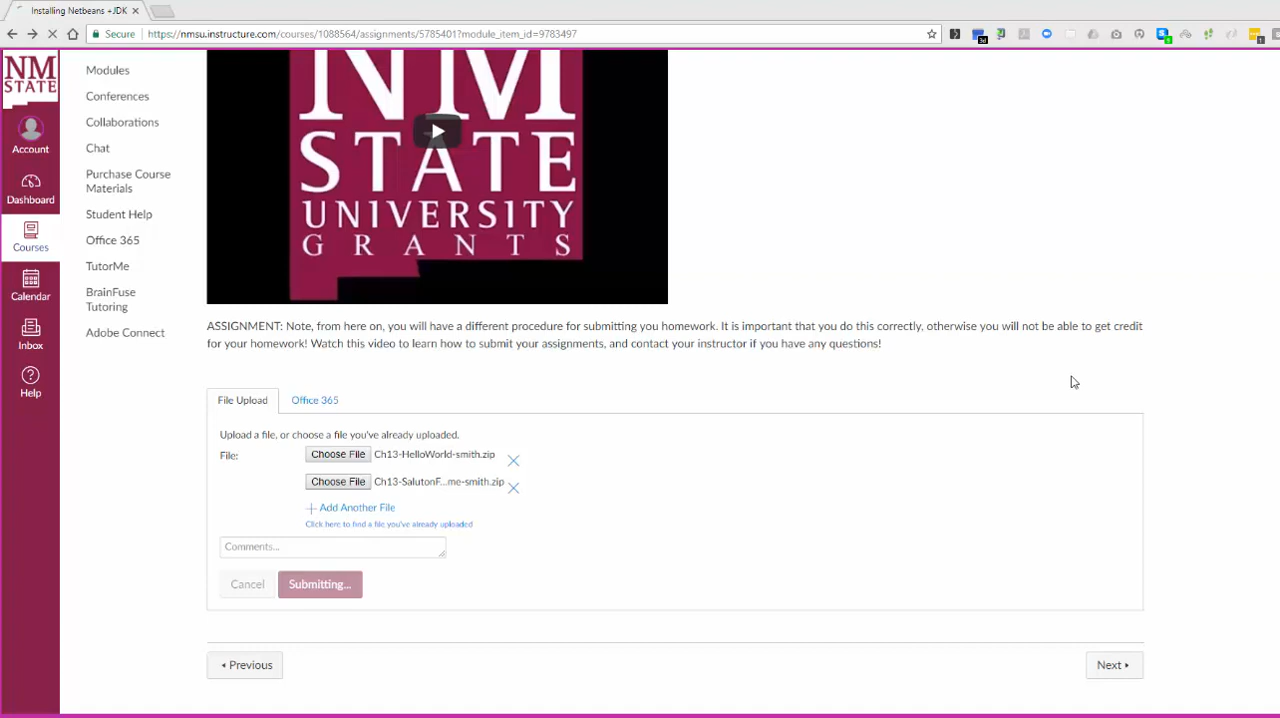 Installing Netbeans +JDK
Secure
https://nmsu.instructure.com/courses/1088564/assignments/5785401?module_item_id=9783497
NM
STATE
Account
Dashboard
Courses
Calendar
Inbox
Help
Modules
Conferences
Collaborations
Chat
Purchase Course
Materials
Student Help
Office 365
TutorMe
BrainFuse
Tutoring
Adobe Connect
NM
STATE
UNIVERSITY
GRANTS
ASSIGNMENT: Note, from here on, you will have a different procedure for submitting you homework. It is important that you do this correctly, otherwise you will not be able to get credit
for your homework! Watch this video to learn how to submit your assignments, and contact your instructor if you have any questions!
File Upload
Office 365
Upload a file, or choose a file you've already uploaded.
File:
Choose File Ch13-HelloWorld-smith.zip
Choose File Ch13-SalutonF...me-smith.zip
Add Another File
Click here to find a file you've already uploaded
Comments...
Cancel
Submitting...
Previous
Next